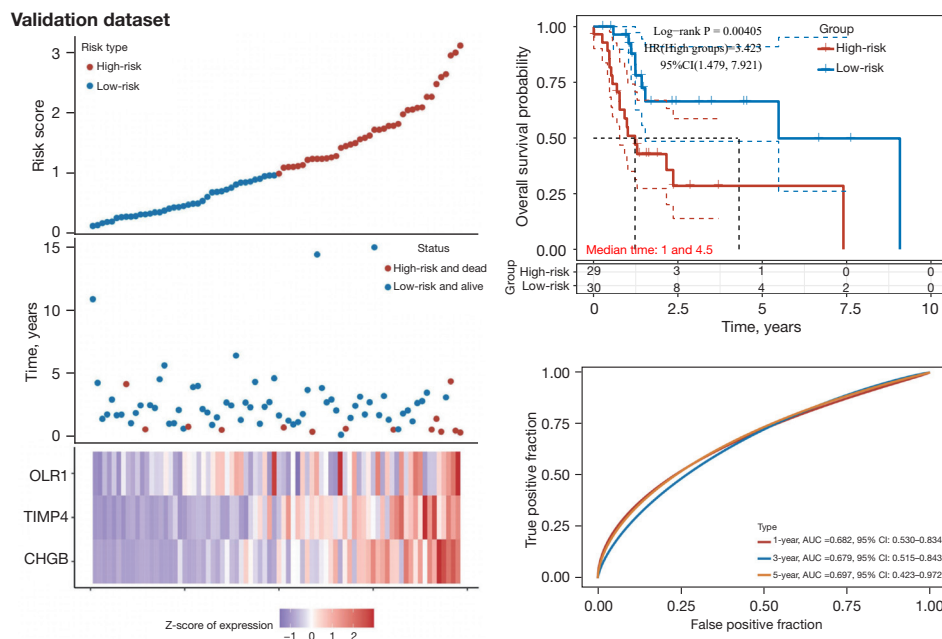 Validation dataset
Risk type
High-risk
Low-risk
Risk score
3
2
1
0
Status
High-risk and dead
Low-risk and alive
Time, years
15
10
5
0
OLR1
TIMP4
CHGB
Z-score of expression
−1 0 1 2
Log−rank P = 0.00405
HR(High groups)=3.423
95%CI(1.479, 7.921)
Group
High-risk
Low-risk
Overall survival probability
1.00
0.75
0.50
0.25
0.00
Median time: 1 and 4.5
Group
High-risk 29 3 1 0 0
Low-risk 30 8 4 2 0
0 2.5 5 7.5 10
Time, years
True positive fraction
1.00
0.75
0.50
0.25
0.00
Type
1-year, AUC =0.682, 95% CI: 0.530–0.834
3-year, AUC =0.679, 95% CI: 0.515–0.843
5-year, AUC =0.697, 95% CI: 0.423–0.972
0.00 0.25 0.50 0.75 1.00
False positive fraction